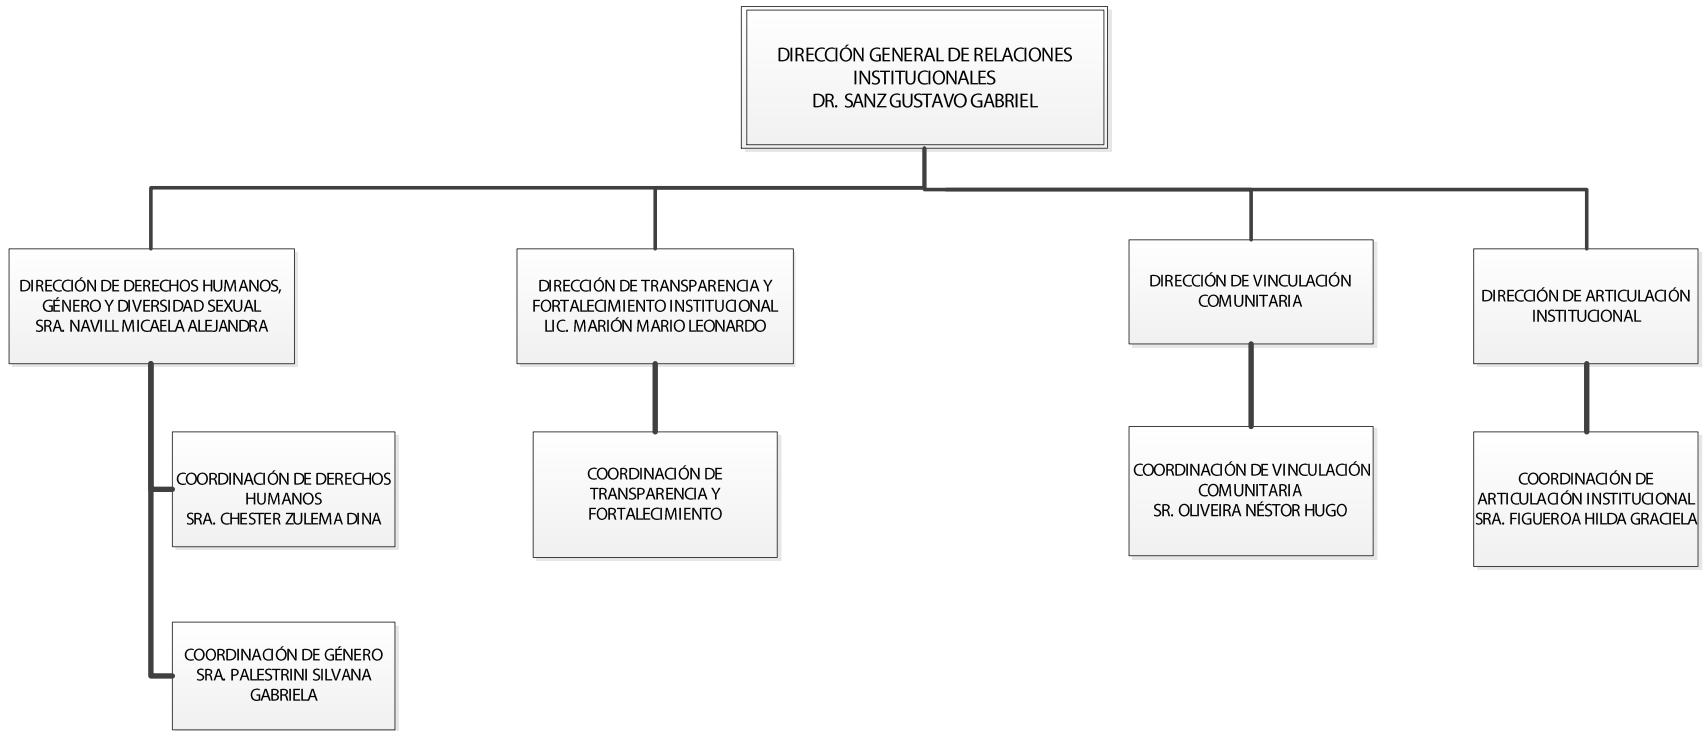 DIRECCIÓN GENERAL DE RELACIONES
INSTITUCIONALES
DR. SANZ GUSTAVO GABRIEL
DIRECCIÓN DE DERECHOS HUMANOS,
GÉNERO Y DIVERSIDAD SEXUAL
SRA. NAVILL MICAELA ALEJANDRA
DIRECCIÓN DE TRANSPARENCIA Y
FORTALECIMIENTO INSTITUCIONAL
LIC. MARIÓN MARIO LEONARDO
DIRECCIÓN DE VINCULACIÓN
COMUNITARIA
DIRECCIÓN DE ARTICULACIÓN
INSTITUCIONAL
COORDINACIÓN DE DERECHOS
HUMANOS
SRA. CHESTER ZULEMA DINA
COORDINACIÓN DE
TRANSPARENCIA Y
FORTALECIMIENTO
COORDINACIÓN DE VINCULACIÓN
COMUNITARIA
SR. OLIVEIRA NÉSTOR HUGO
COORDINACIÓN DE
ARTICULACIÓN INSTITUCIONAL
SRA. FIGUEROA HILDA GRACIELA
COORDINACIÓN DE GÉNERO
SRA. PALESTRINI SILVANA
GABRIELA